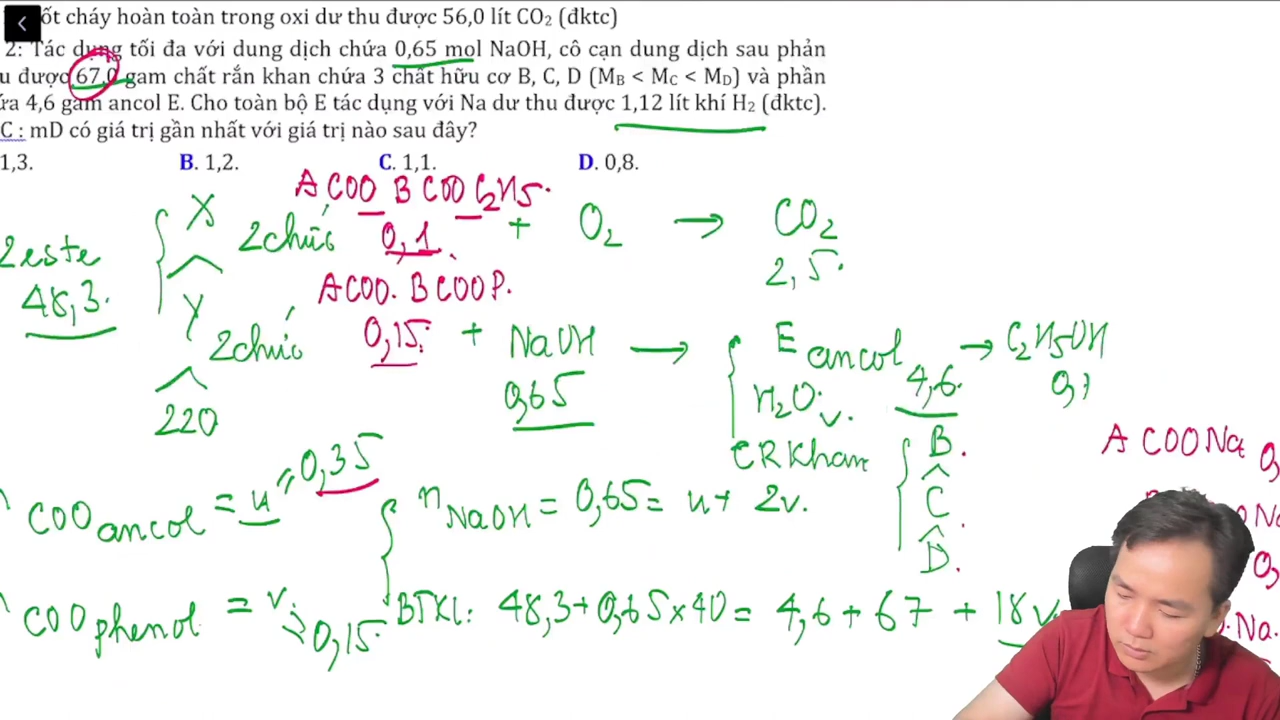 ốt cháy hoàn toàn trong oxi dư thu được 56,0 lít CO₂ (đktc)
2: Tác dụng tối đa với dung dịch chứa 0,65 mol NaOH, cô cạn dung dịch sau phản
u được 67,0 gam chất rắn khan chứa 3 chất hữu cơ B, C, D (M_B < M_C < M_D) và phần
ứa 4,6 gam ancol E. Cho toàn bộ E tác dụng với Na dư thu được 1,12 lít khí H₂ (đktc).
C : mD có giá trị gần nhất với giá trị nào sau đây?
1,3. B. 1,2. C. 1,1. D. 0,8.
ACOO BCOO C₂H₅.
X 2chức 0,1 + O₂ → CO₂
2este 2,5.
48,3. ACOO. BCOOP.
Y 2chức 0,15. + NaOH → E ancol → C₂H₅OH
220 0,65 H₂O. v. 4,6. 0,1
CRKhan B. ACOONa
COO ancol = u = 0,35 nNaOH = 0,65 = u + 2v. C
D.
COO phenol = v = 0,15 BTKL: 48,3 + 0,65 x 40 = 4,6 + 67 + 18v
Na.